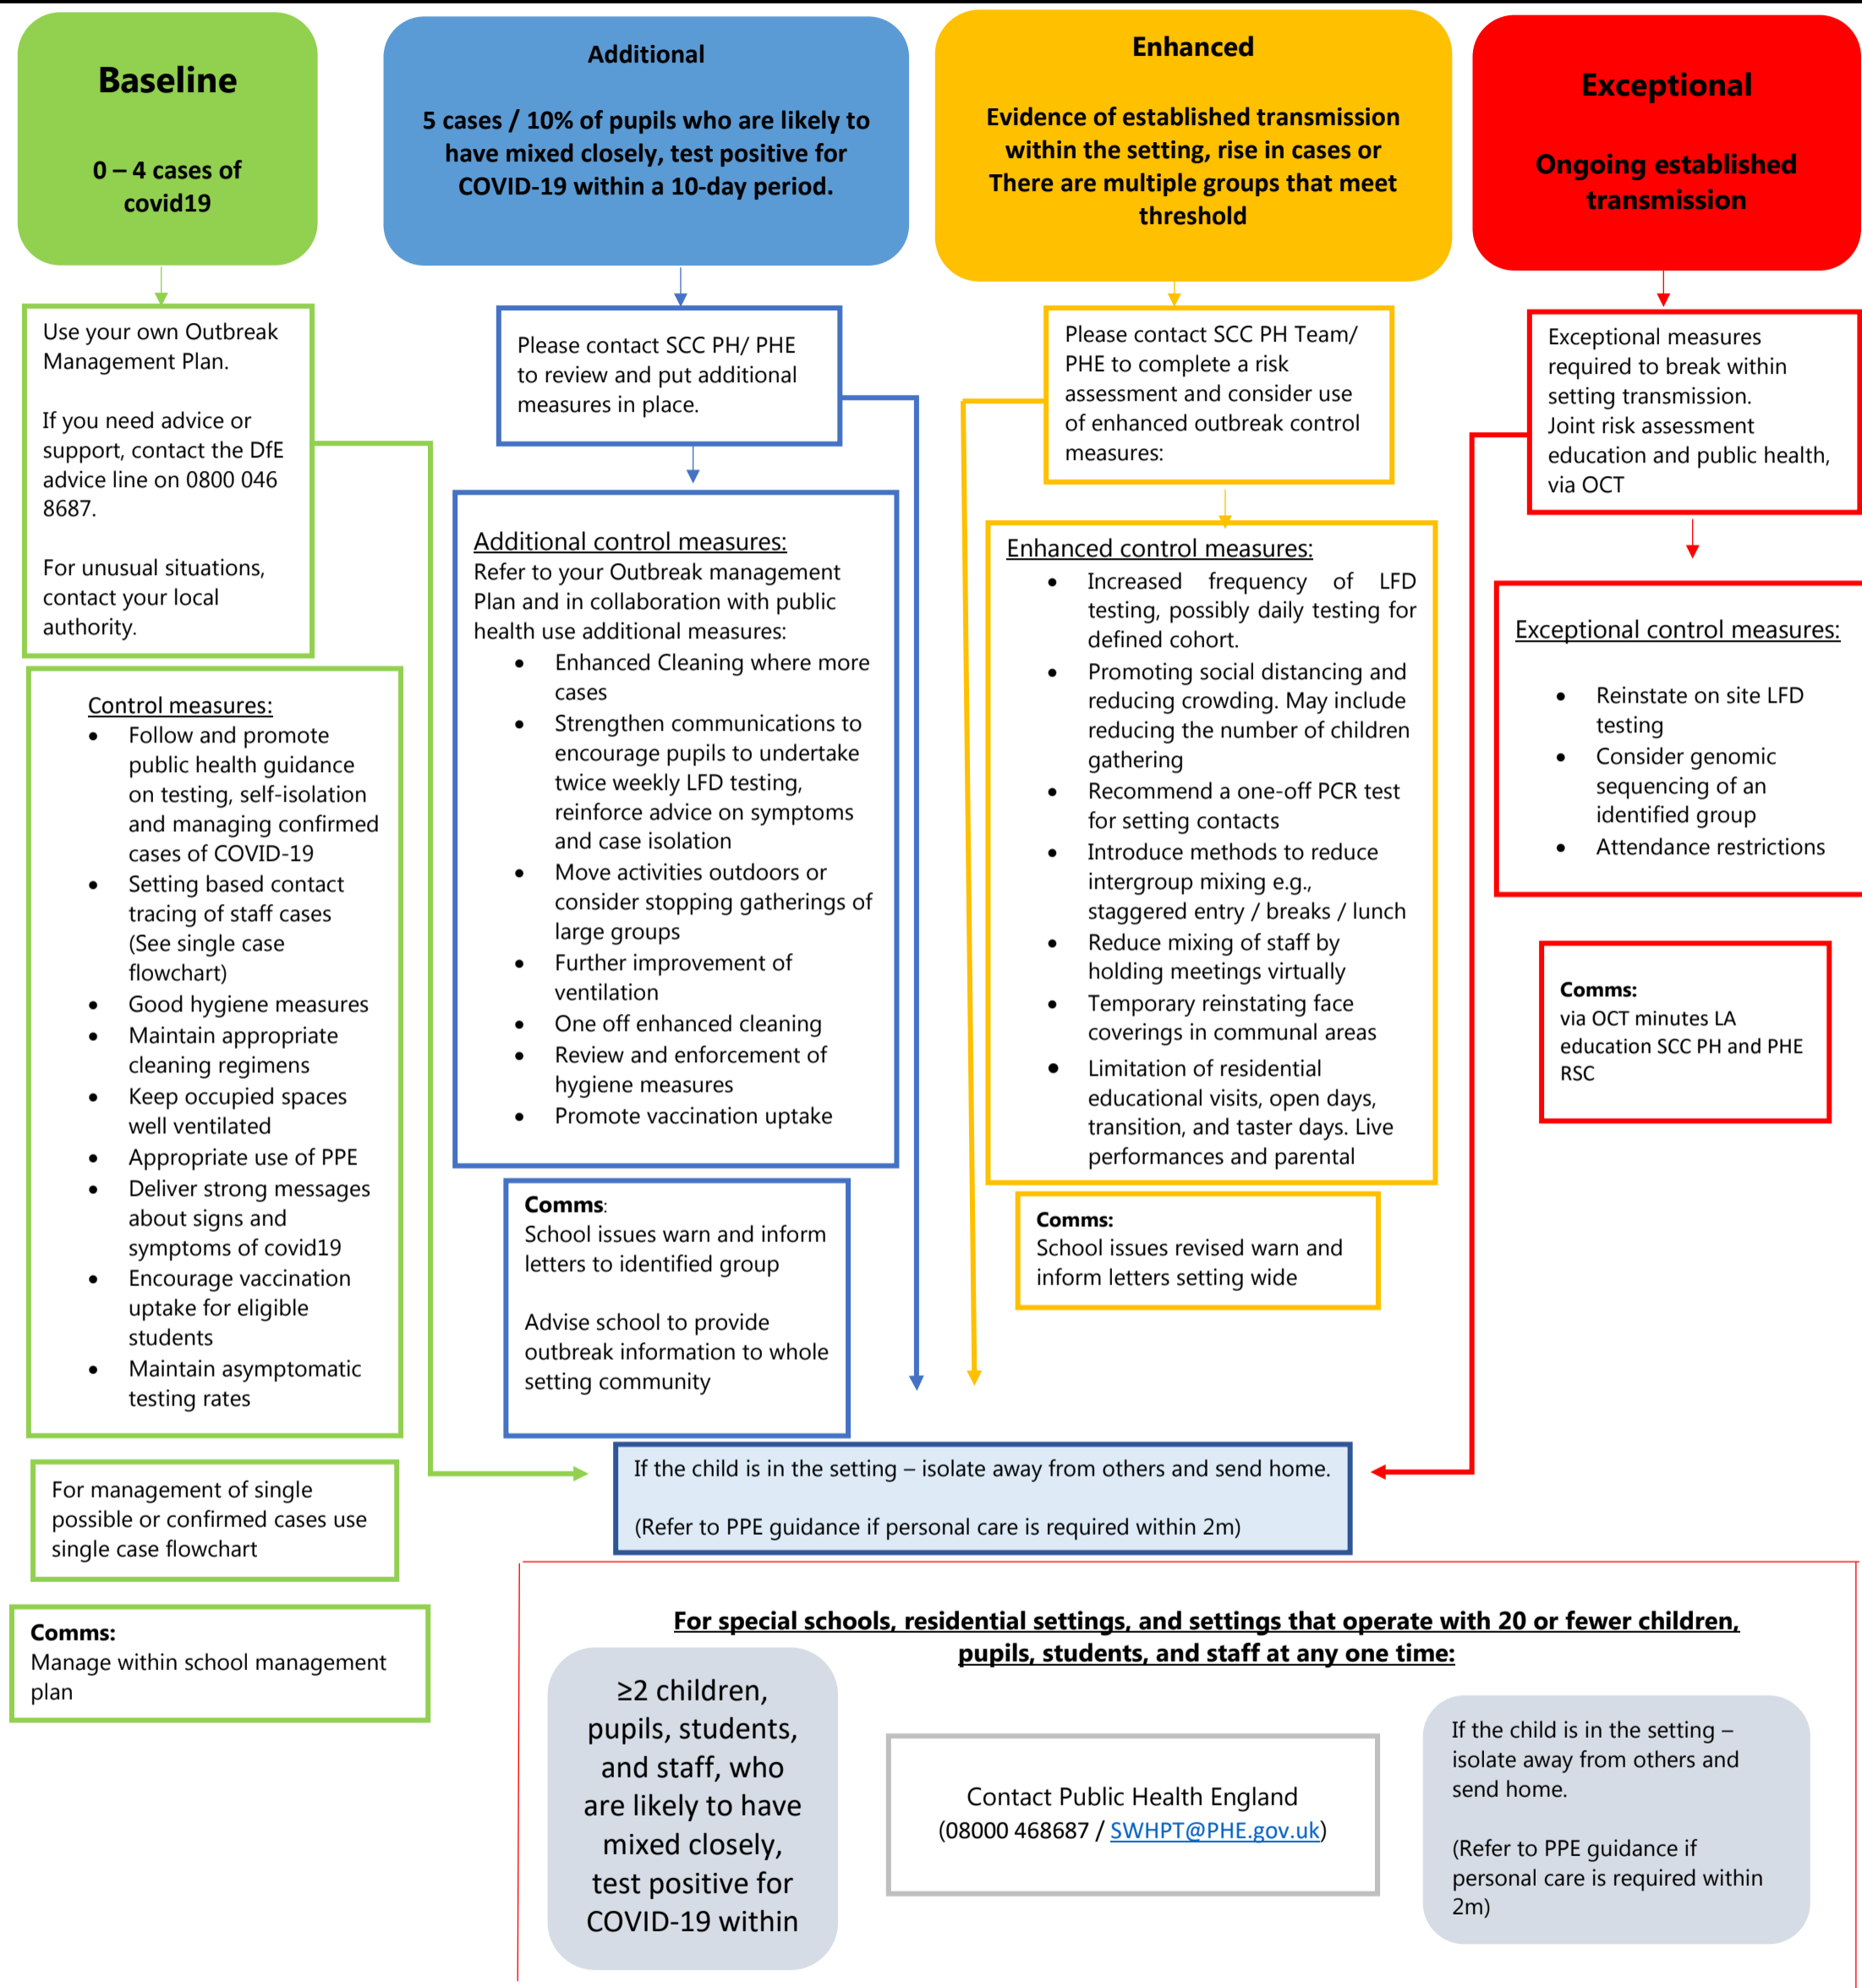 Baseline
0 – 4 cases of
covid19
Use your own Outbreak
Management Plan.
If you need advice or
support, contact the DfE
advice line on 0800 046
8687.
For unusual situations,
contact your local
authority.
Control measures:
• Follow and promote
public health guidance
on testing, self-isolation
and managing confirmed
cases of COVID-19
• Setting based contact
tracing of staff cases
(See single case
flowchart)
• Good hygiene measures
• Maintain appropriate
cleaning regimens
• Keep occupied spaces
well ventilated
• Appropriate use of PPE
• Deliver strong messages
about signs and
symptoms of covid19
• Encourage vaccination
uptake for eligible
students
• Maintain asymptomatic
testing rates
For management of single
possible or confirmed cases use
single case flowchart
Comms:
Manage within school management
plan
Additional
5 cases / 10% of pupils who are likely to
have mixed closely, test positive for
COVID-19 within a 10-day period.
Please contact SCC PH/ PHE
to review and put additional
measures in place.
Additional control measures:
Refer to your Outbreak management
Plan and in collaboration with public
health use additional measures:
• Enhanced Cleaning where more
cases
• Strengthen communications to
encourage pupils to undertake
twice weekly LFD testing,
reinforce advice on symptoms
and case isolation
• Move activities outdoors or
consider stopping gatherings of
large groups
• Further improvement of
ventilation
• One off enhanced cleaning
• Review and enforcement of
hygiene measures
• Promote vaccination uptake
Comms:
School issues warn and inform
letters to identified group
Advise school to provide
outbreak information to whole
setting community
Enhanced
Evidence of established transmission
within the setting, rise in cases or
There are multiple groups that meet
threshold
Please contact SCC PH Team/
PHE to complete a risk
assessment and consider use
of enhanced outbreak control
measures:
Enhanced control measures:
• Increased frequency of LFD
testing, possibly daily testing for
defined cohort.
• Promoting social distancing and
reducing crowding. May include
reducing the number of children
gathering
• Recommend a one-off PCR test
for setting contacts
• Introduce methods to reduce
intergroup mixing e.g.,
staggered entry / breaks / lunch
• Reduce mixing of staff by
holding meetings virtually
• Temporary reinstating face
coverings in communal areas
• Limitation of residential
educational visits, open days,
transition, and taster days. Live
performances and parental
Comms:
School issues revised warn and
inform letters setting wide
Exceptional
Ongoing established
transmission
Exceptional measures
required to break within
setting transmission.
Joint risk assessment
education and public health,
via OCT
Exceptional control measures:
• Reinstate on site LFD
testing
• Consider genomic
sequencing of an
identified group
• Attendance restrictions
Comms:
via OCT minutes LA
education SCC PH and PHE
RSC
If the child is in the setting – isolate away from others and send home.
(Refer to PPE guidance if personal care is required within 2m)
For special schools, residential settings, and settings that operate with 20 or fewer children,
pupils, students, and staff at any one time:
≥2 children,
pupils, students,
and staff, who
are likely to have
mixed closely,
test positive for
COVID-19 within
Contact Public Health England
(08000 468687 / SWHPT@PHE.gov.uk)
If the child is in the setting –
isolate away from others and
send home.
(Refer to PPE guidance if
personal care is required within
2m)